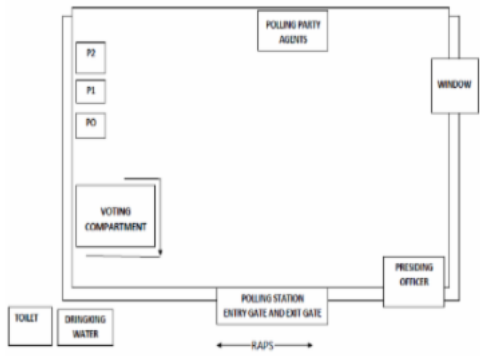 POLLING PARTY
AGENTS
P2
WINDOW
P1
PO
VOTING
COMPARTMENT
PRESIDING
OFFICER
POLLING STATION
ENTRY GATE AND EXIT GATE
TOILET
DRINGKING
WATER
RAPS